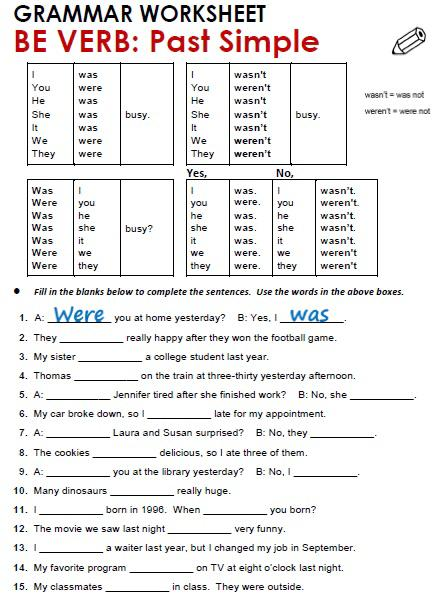 GRAMMAR WORKSHEET
BE VERB: Past Simple
I was
You were
He was
She was busy.
It was
We were
They were
I wasn't
You weren't
He wasn't
She wasn't busy.
It wasn't
We weren't
They weren't
wasn't = was not
weren't = were not
Yes, No,
Was I
Were you
Was he
Was she busy?
Was it
Were we
Were they
I was. I wasn't.
you were. you weren't.
he was. he wasn't.
she was. she wasn't.
it was. it wasn't.
we were. we weren't
they were. they weren't
● Fill in the blanks below to complete the sentences. Use the words in the above boxes.
1. A: Were you at home yesterday? B: Yes, I was.
2. They __________ really happy after they won the football game.
3. My sister __________ a college student last year.
4. Thomas __________ on the train at three-thirty yesterday afternoon.
5. A: __________ Jennifer tired after she finished work? B: No, she __________.
6. My car broke down, so I __________ late for my appointment.
7. A: __________ Laura and Susan surprised? B: No, they __________.
8. The cookies __________ delicious, so I ate three of them.
9. A: __________ you at the library yesterday? B: No, I __________.
10. Many dinosaurs __________ really huge.
11. I __________ born in 1996. When __________ you born?
12. The movie we saw last night __________ very funny.
13. I __________ a waiter last year, but I changed my job in September.
14. My favorite program __________ on TV at eight o'clock last night.
15. My classmates __________ in class. They were outside.